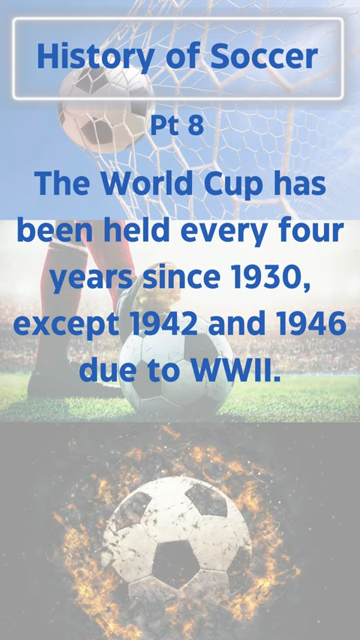 History of Soccer
Pt 8
The World Cup has
been held every four
years since 1930,
except 1942 and 1946
due to WWII.